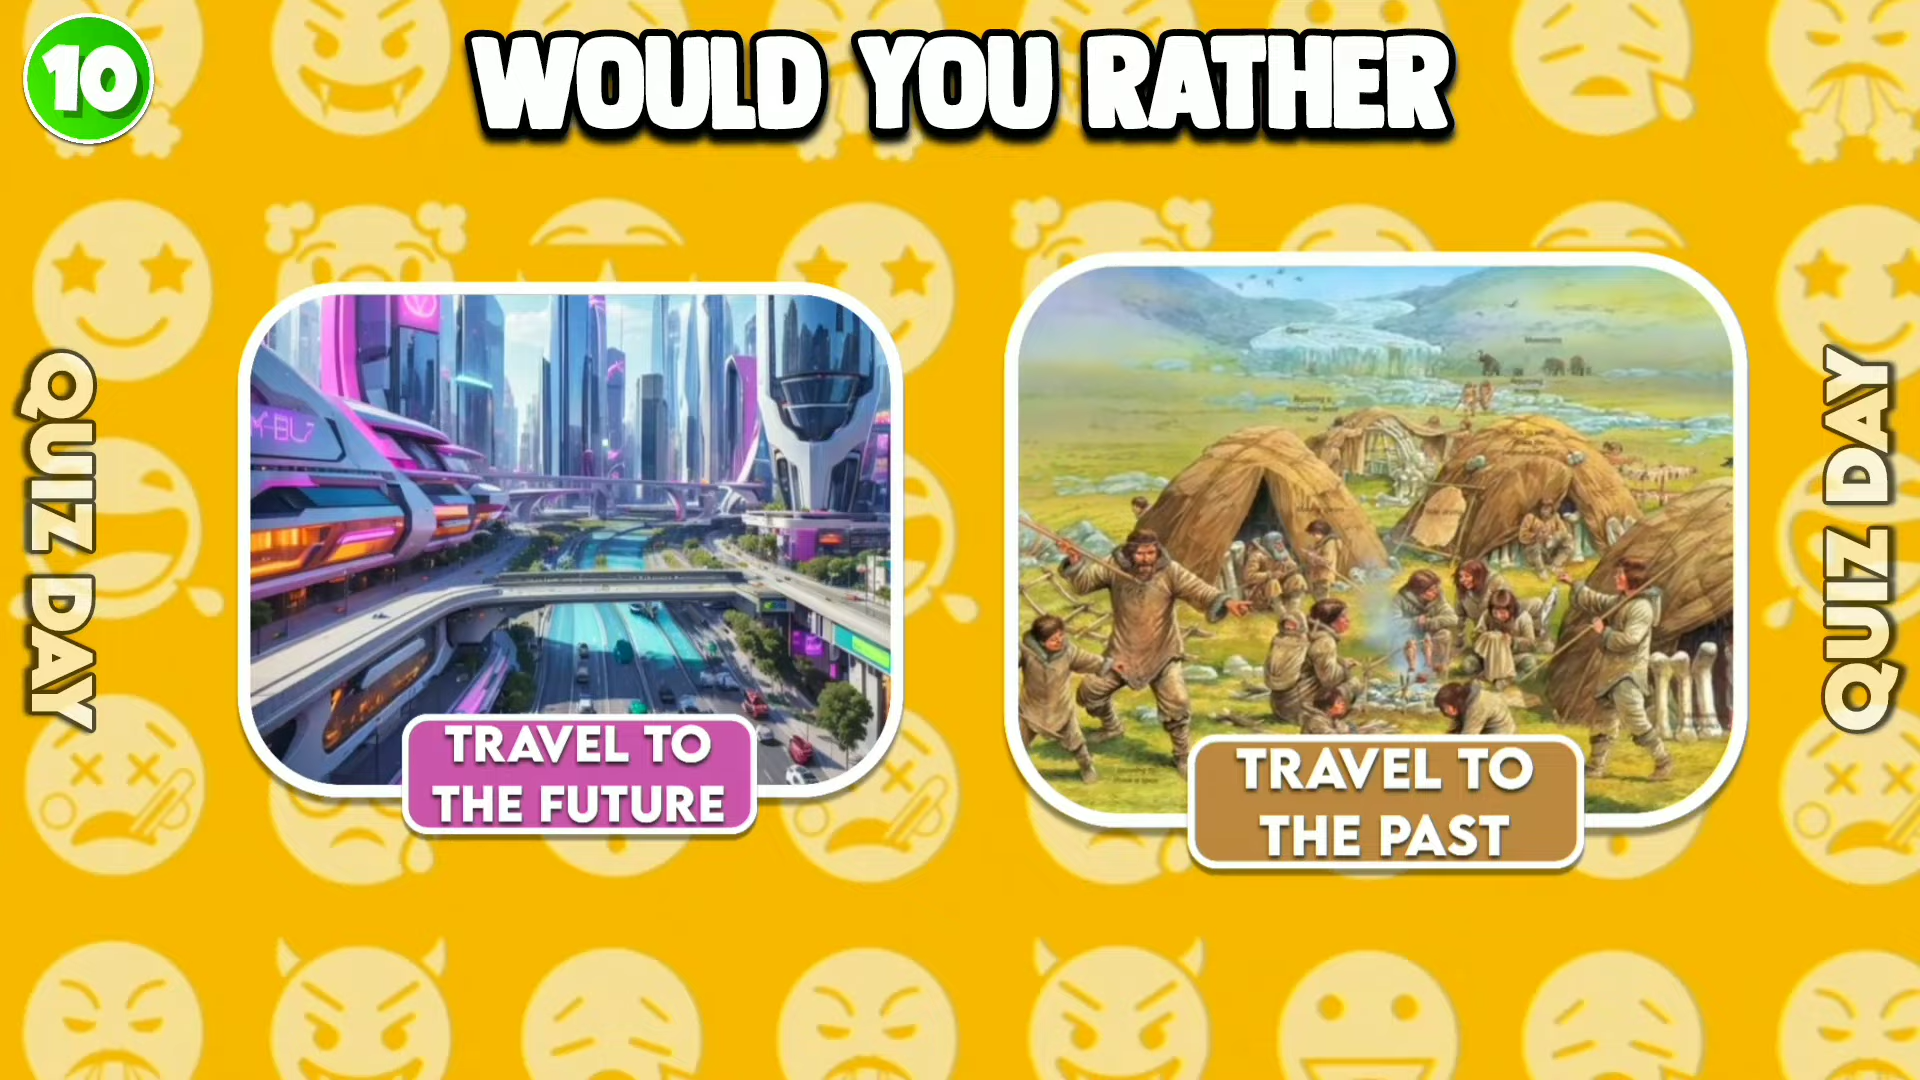 10
WOULD YOU RATHER
QUIZ DAY
TRAVEL TO
THE FUTURE
TRAVEL TO
THE PAST
QUIZ DAY